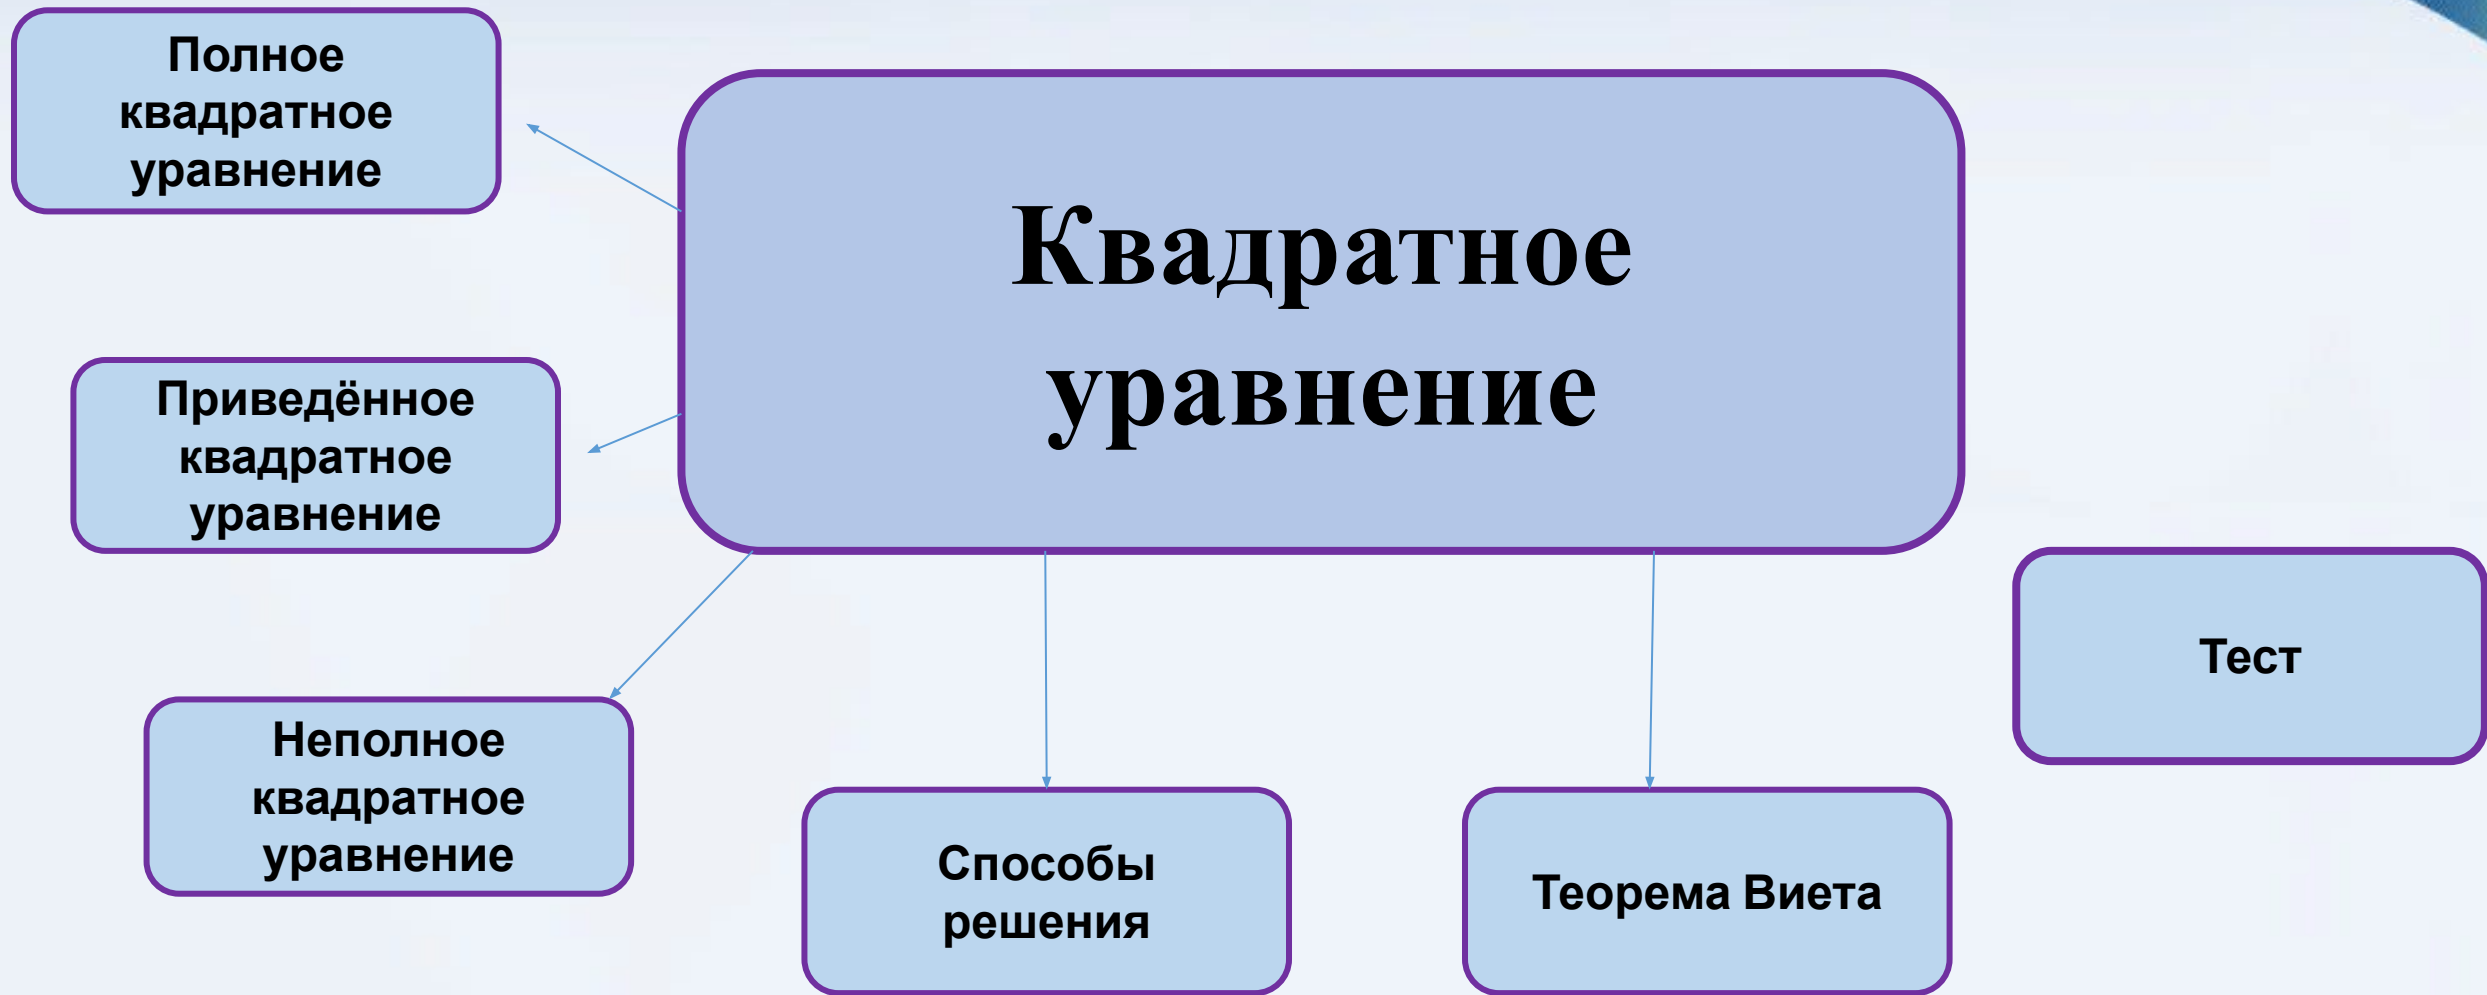 Полное
квадратное
уравнение
Квадратное
уравнение
Приведённое
квадратное
уравнение
Неполное
квадратное
уравнение
Способы
решения
Теорема Виета
Тест